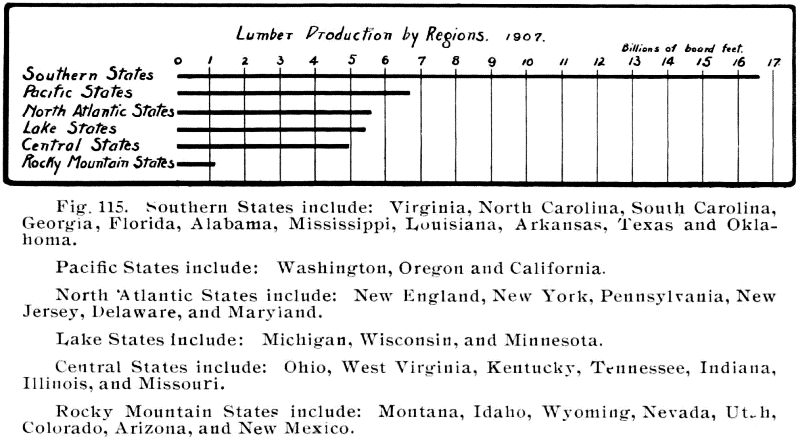 Lumber Production by Regions. 1907.
Billions of board feet.
0 1 2 3 4 5 6 7 8 9 10 11 12 13 14 15 16 17
Southern States
Pacific States
North Atlantic States
Lake States
Central States
Rocky Mountain States
Fig. 115. Southern States include: Virginia, North Carolina, South Carolina,
Georgia, Florida, Alabama, Mississippi, Louisiana, Arkansas, Texas and Okla-
homa.
Pacific States include: Washington, Oregon and California.
North Atlantic States include: New England, New York, Pennsylvania, New
Jersey, Delaware, and Maryland.
Lake States Include: Michigan, Wisconsin, and Minnesota.
Central States include: Ohio, West Virginia, Kentucky, Tennessee, Indiana,
Illinois, and Missouri.
Rocky Mountain States include: Montana, Idaho, Wyoming, Nevada, Utah,
Colorado, Arizona, and New Mexico.